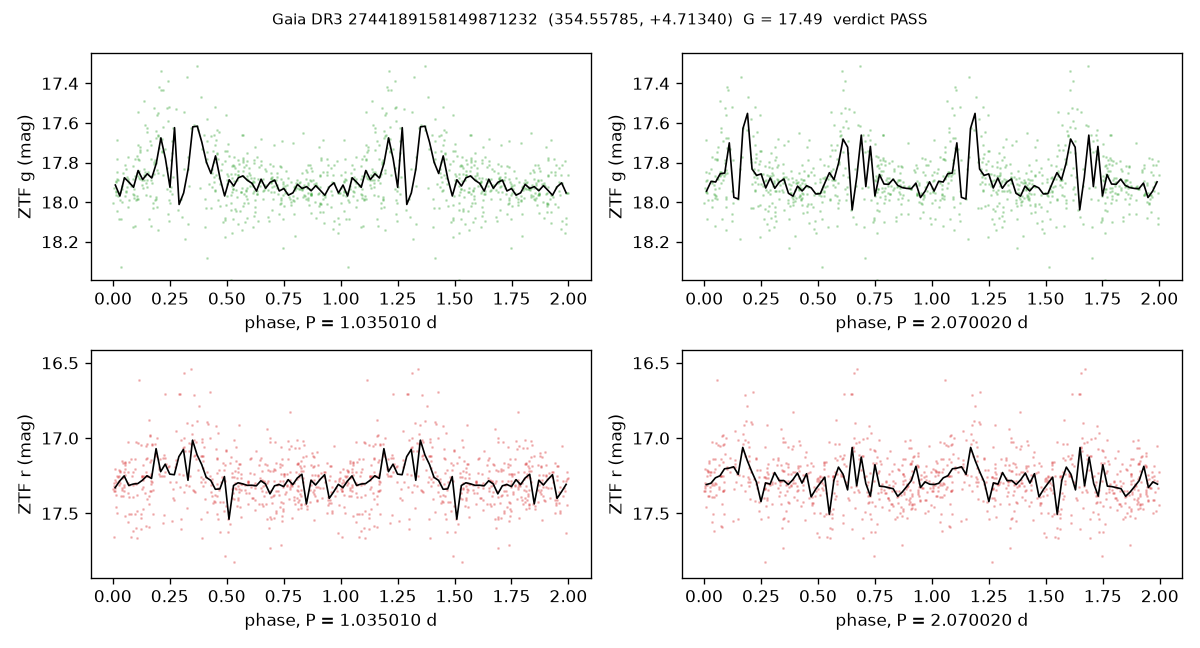 Gaia DR3 2744189158149871232 (354.55785, +4.71340) G = 17.49 verdict PASS
ZTF g (mag)
17.4
17.6
17.8
18.0
18.2
0.00 0.25 0.50 0.75 1.00 1.25 1.50 1.75 2.00
phase, P = 1.035010 d
ZTF g (mag)
17.4
17.6
17.8
18.0
18.2
0.00 0.25 0.50 0.75 1.00 1.25 1.50 1.75 2.00
phase, P = 2.070020 d
ZTF r (mag)
16.5
17.0
17.5
0.00 0.25 0.50 0.75 1.00 1.25 1.50 1.75 2.00
phase, P = 1.035010 d
ZTF r (mag)
16.5
17.0
17.5
0.00 0.25 0.50 0.75 1.00 1.25 1.50 1.75 2.00
phase, P = 2.070020 d